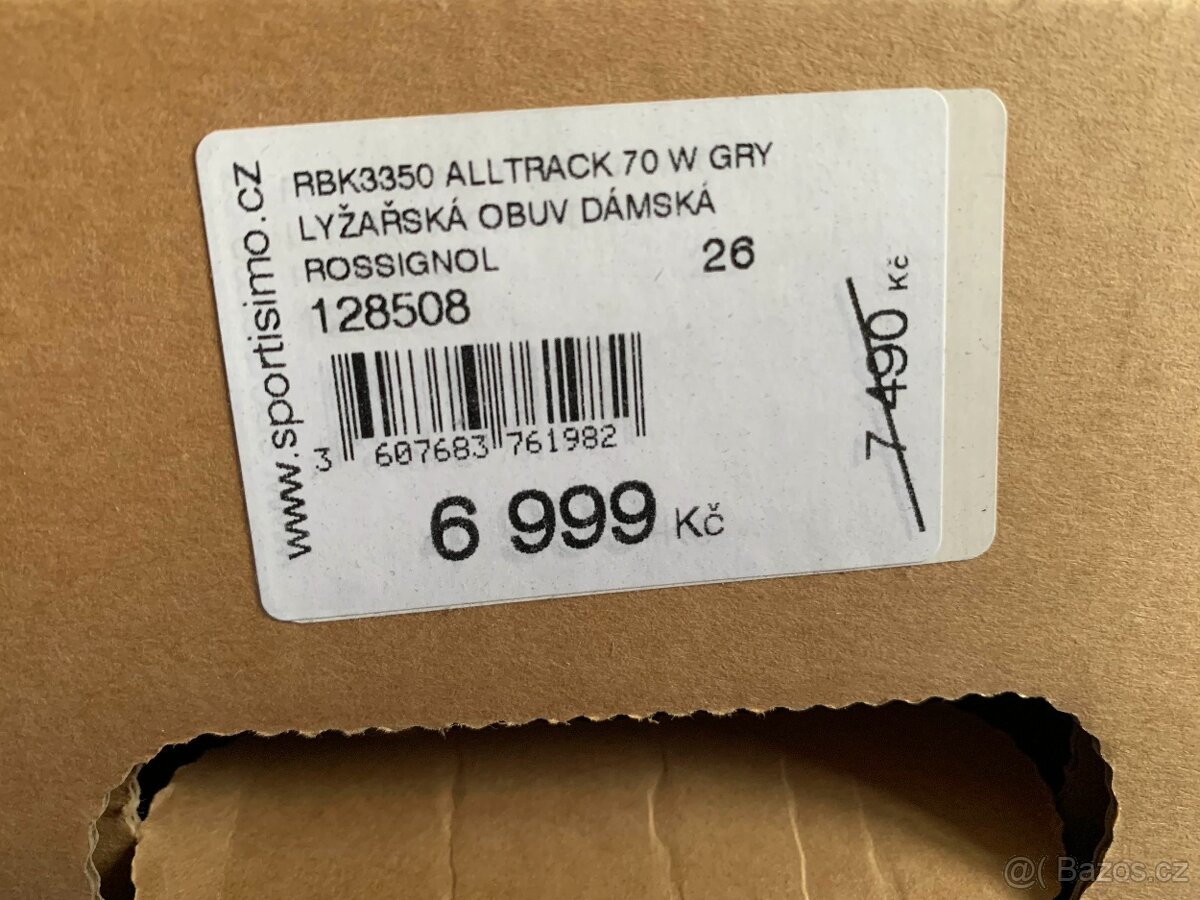 www.sportisimo.cz
RBK3350 ALLTRACK 70 W GRY
LYŽAŘSKÁ OBUV DÁMSKÁ
ROSSIGNOL 26
128508
3 607683 761982
6 999 Kč
7 490 Kč
@( Bazos.cz